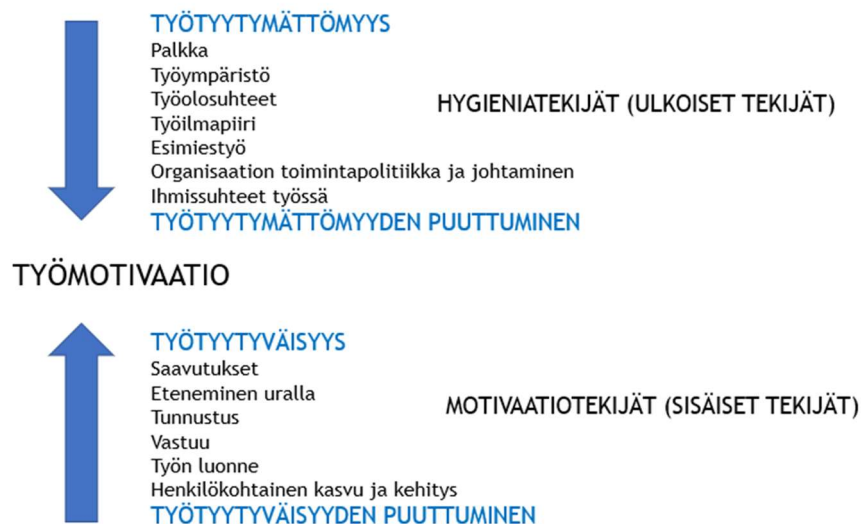 TYÖTYYTYMÄTTÖMYYS
Palkka
Työympäristö
Työolosuhteet
Työilmapiiri
Esimiestyö
Organisaation toimintapolitiikka ja johtaminen
Ihmissuhteet työssä
TYÖTYYTYMÄTTÖMYYDEN PUUTTUMINEN
HYGIENIATEKIJÄT (ULKOISET TEKIJÄT)
TYÖMOTIVAATIO
TYÖTYYTYVÄISYYS
Saavutukset
Eteneminen uralla
Tunnustus
Vastuu
Työn luonne
Henkilökohtainen kasvu ja kehitys
TYÖTYYTYVÄISYYDEN PUUTTUMINEN
MOTIVAATIOTEKIJÄT (SISÄISET TEKIJÄT)